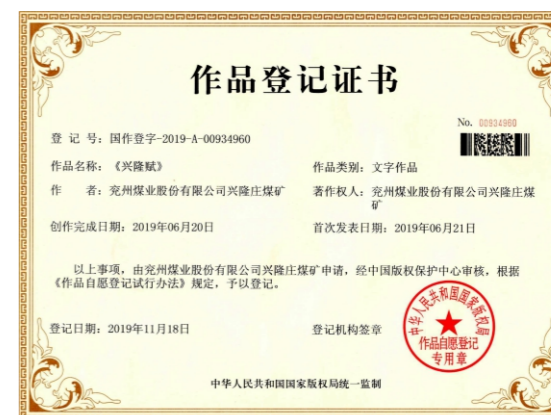 作品登记证书
No. 00934960
登 记 号：国作登字-2019-A-00934960
作品名称：《兴隆赋》
作品类别：文字作品
作 者：兖州煤业股份有限公司兴隆庄煤矿
著作权人：兖州煤业股份有限公司兴隆庄煤
矿
创作完成日期：2019年06月20日
首次发表日期：2019年06月21日
以上事项，由兖州煤业股份有限公司兴隆庄煤矿申请，经中国版权保护中心审核，根据
《作品自愿登记试行办法》规定，予以登记。
登记日期：2019年11月18日
登记机构签章
中华人民共和国国家版权局
作品自愿登记
专用章
中华人民共和国国家版权局统一监制